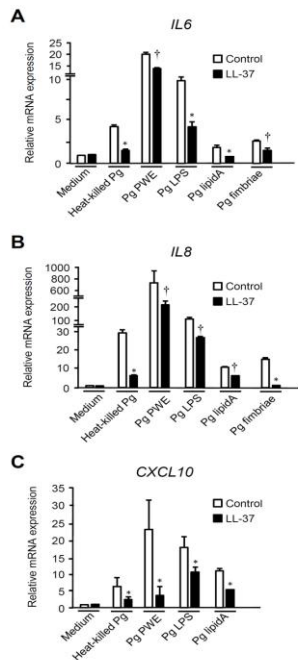 A
IL6
Relative mRNA expression
25
20
15
10
5
0
Control
LL-37
†
*
*
*
†
Medium
Heat-killed Pg
Pg PWE
Pg LPS
Pg lipidA
Pg fimbriae
B
IL8
Relative mRNA expression
1000
800
600
200
100
30
20
10
0
Control
LL-37
*
†
†
†
*
Medium
Heat-killed Pg
Pg PWE
Pg LPS
Pg lipidA
Pg fimbriae
C
CXCL10
Relative mRNA expression
35
30
25
20
15
10
5
0
Control
LL-37
*
*
*
*
Medium
Heat-killed Pg
Pg PWE
Pg LPS
Pg lipidA